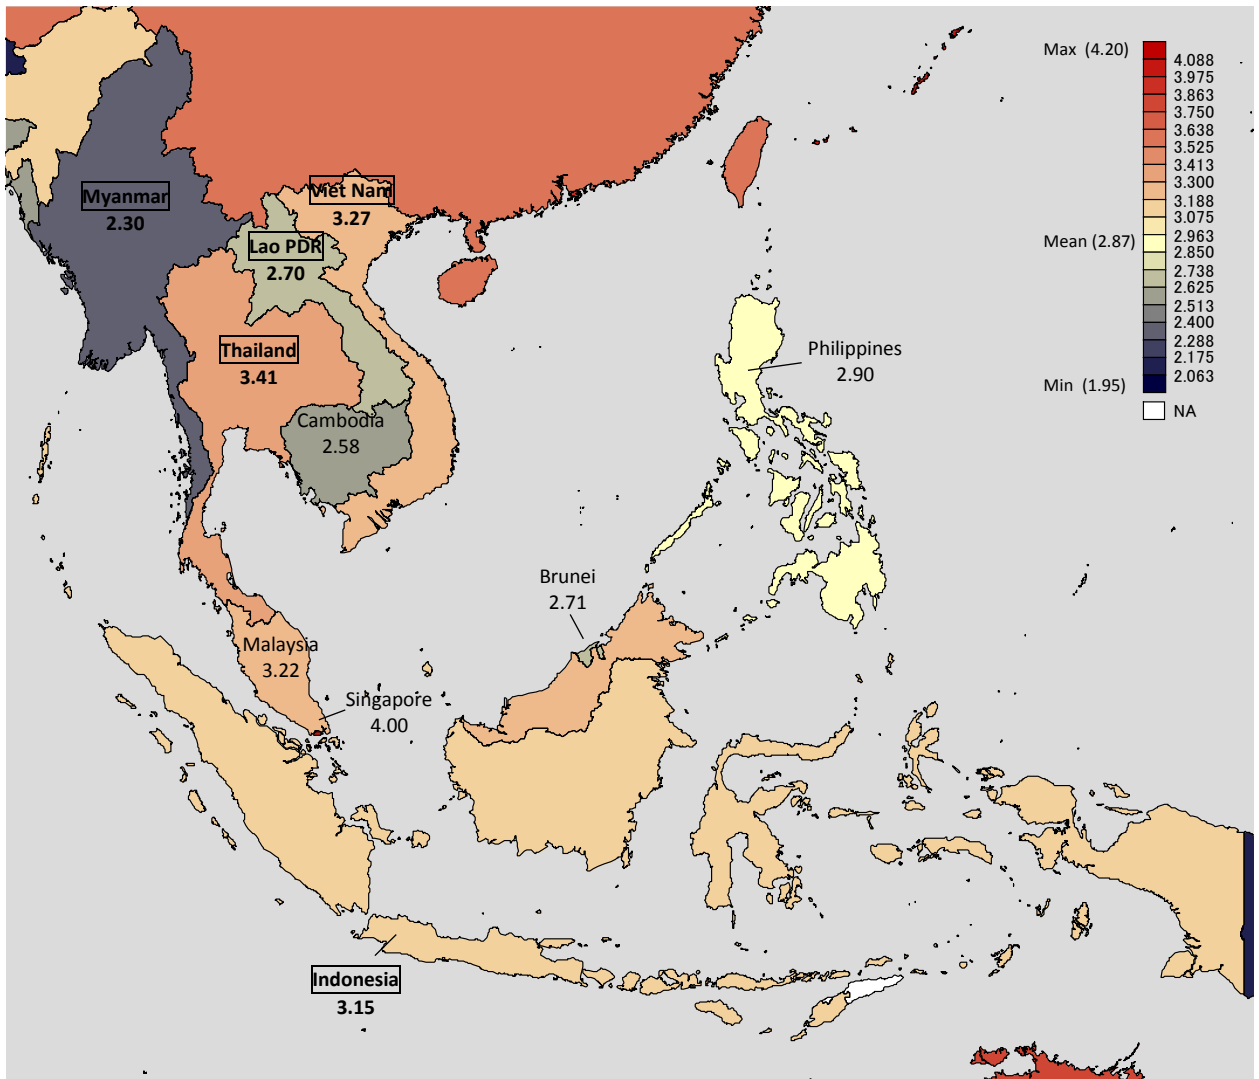 Max (4.20)
4.088
3.975
3.863
3.750
3.638
3.525
3.413
3.300
3.188
3.075
Mean (2.87)
2.963
2.850
2.738
2.625
2.513
2.400
2.288
2.175
Min (1.95)
2.063
NA
Myanmar
2.30
Viet Nam
3.27
Lao PDR
2.70
Thailand
3.41
Philippines
2.90
Cambodia
2.58
Brunei
2.71
Malaysia
3.22
Singapore
4.00
Indonesia
3.15